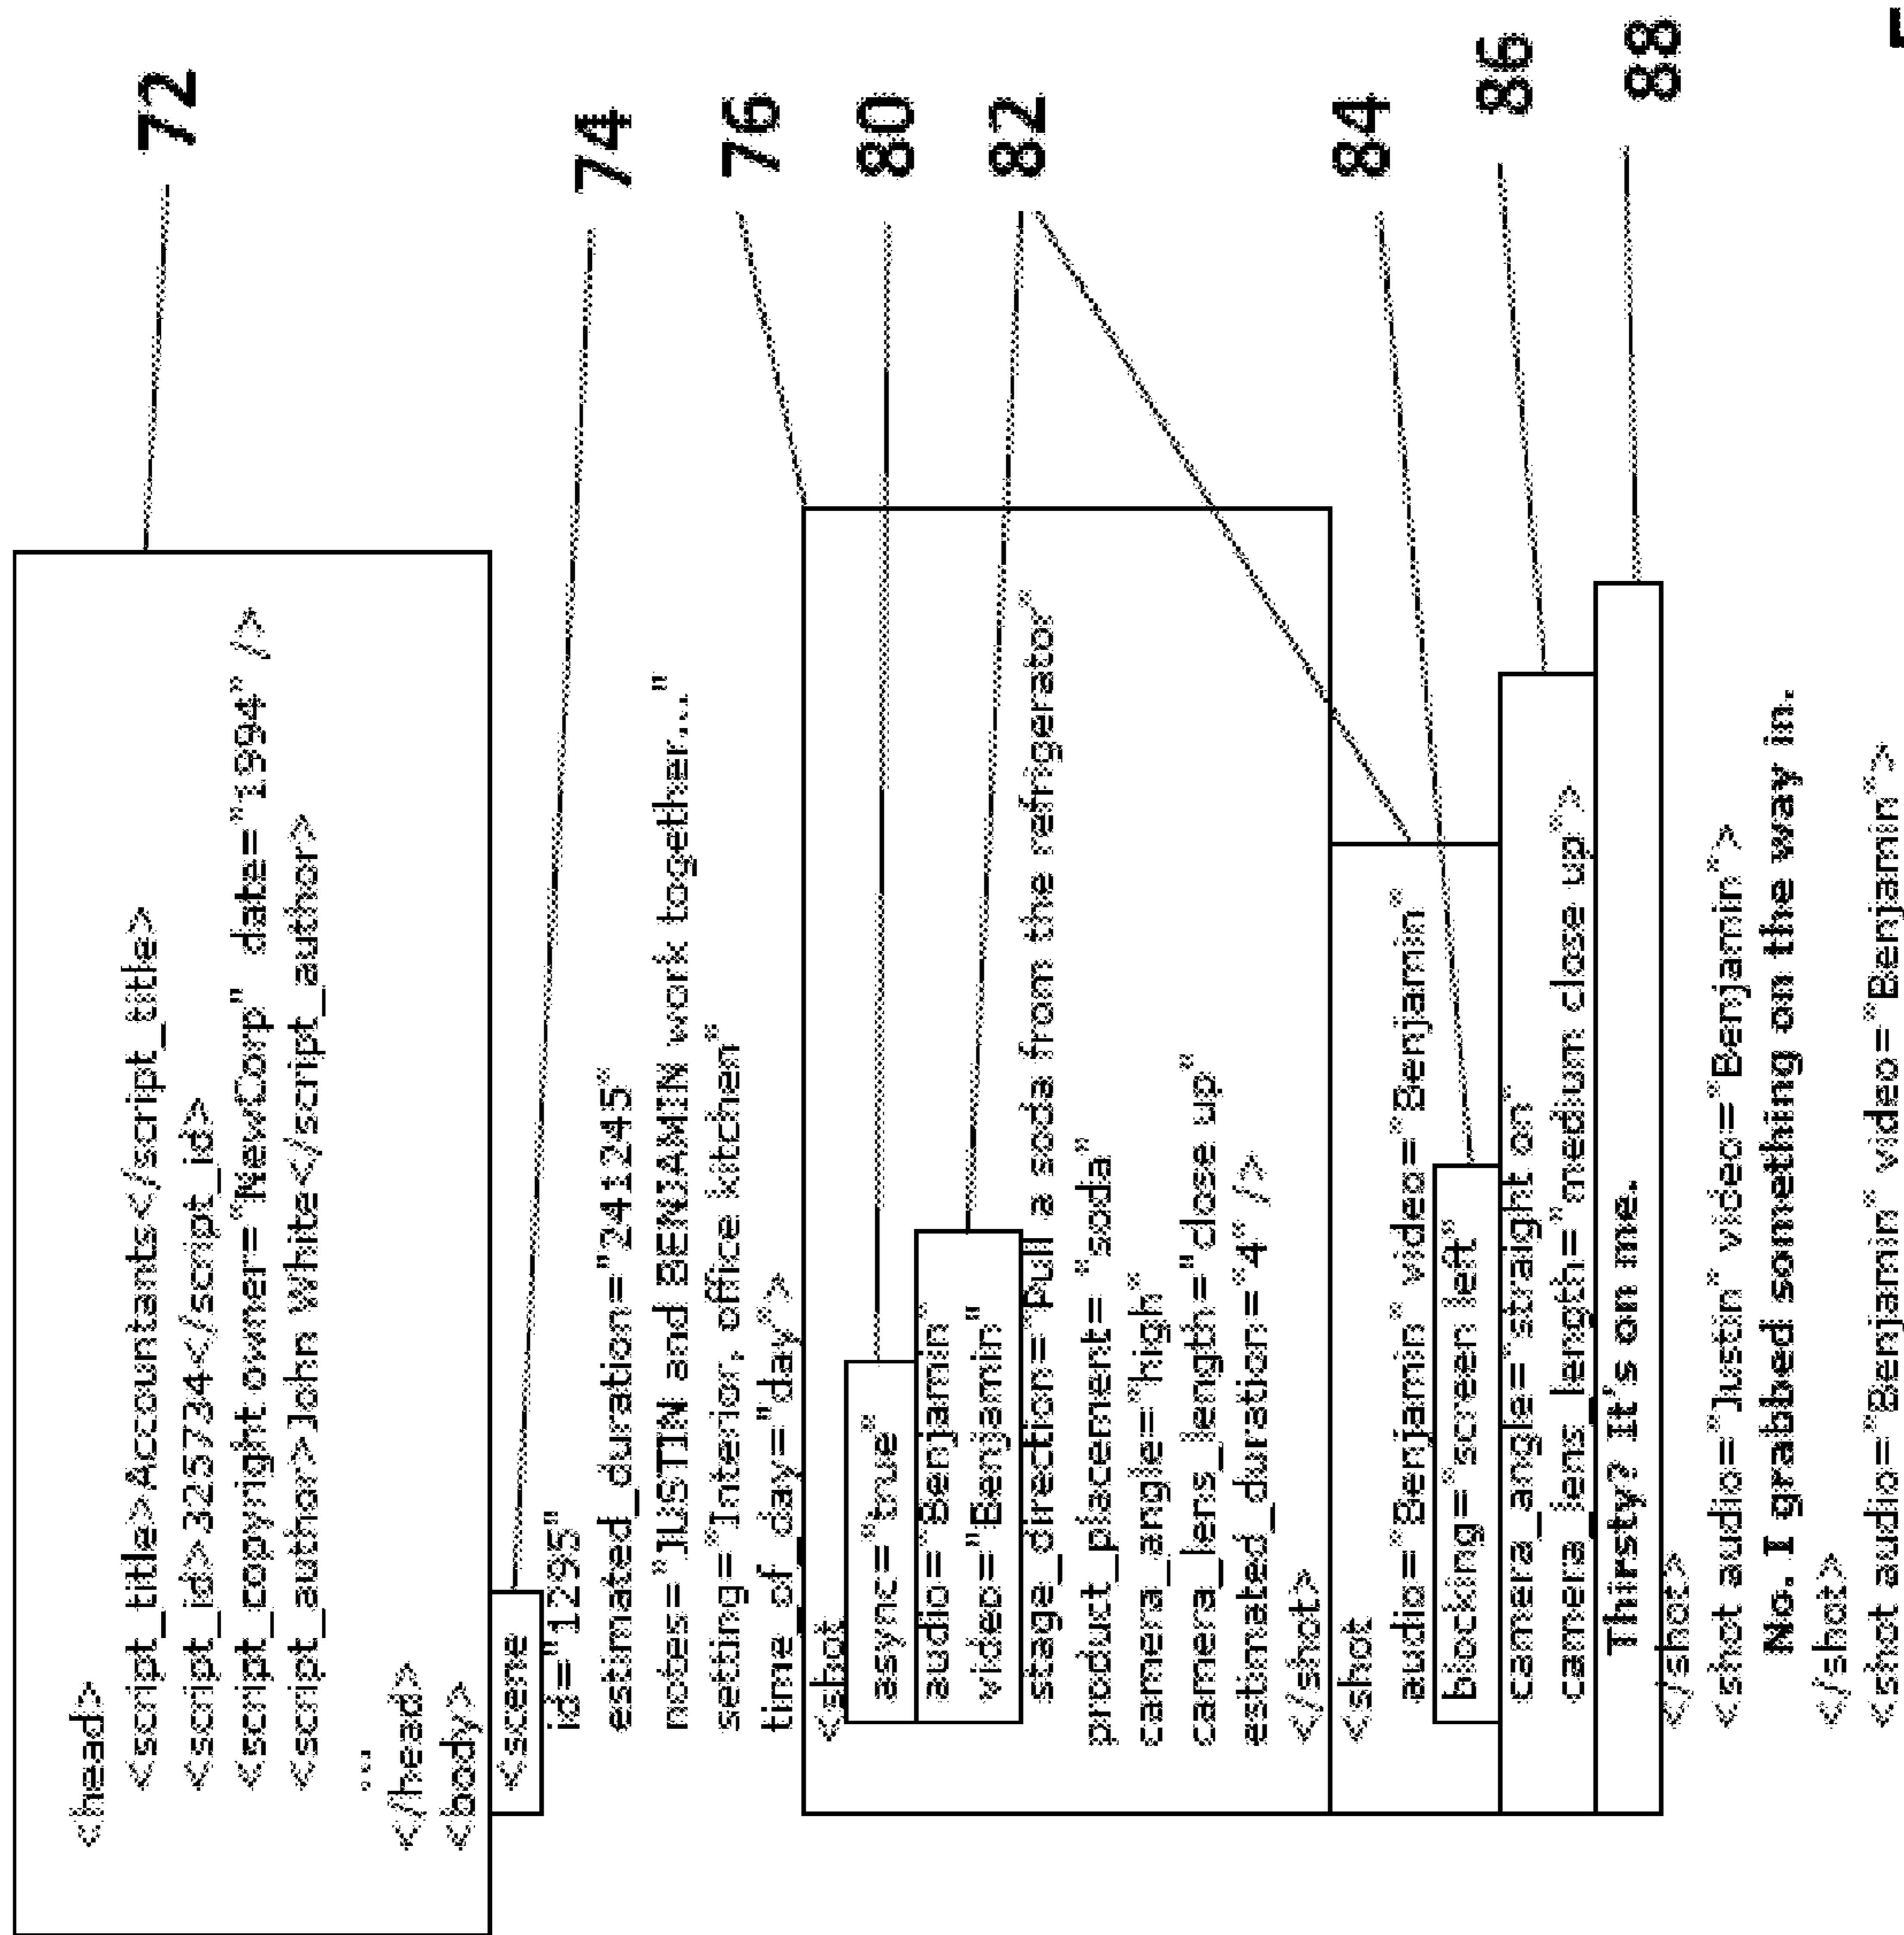 <head>
<script_title>Accountants</script_title>
<script_id>325734</script_id>
<script_copyright owner="NewCorp" date="1994" />
<script_author>John White</script_author>
...
</head>
<body>
<scene
id="1295"
estimated_duration="241245"
notes="JUSTIN and BENJAMIN work together..."
setting="Interior, office kitchen"
time_of_day="day">
<shot
async="true"
audio="Benjamin"
video="Benjamin"
stage_direction="Pull a soda from the refrigerator"
product_placement="soda"
camera_angle="high"
camera_lens_length="close up"
estimated_duration="4" />
</shot>
<shot
audio="Benjamin" video="Benjamin"
blocking="screen left"
camera_angle="straight on"
camera_lens_length="medium close up">
Thirsty? It's on me.
</shot>
<shot audio="Justin" video="Benjamin">
No. I grabbed something on the way in.
</shot>
<shot audio="Benjamin" video="Benjamin">
72
74
76
80
82
84
86
88